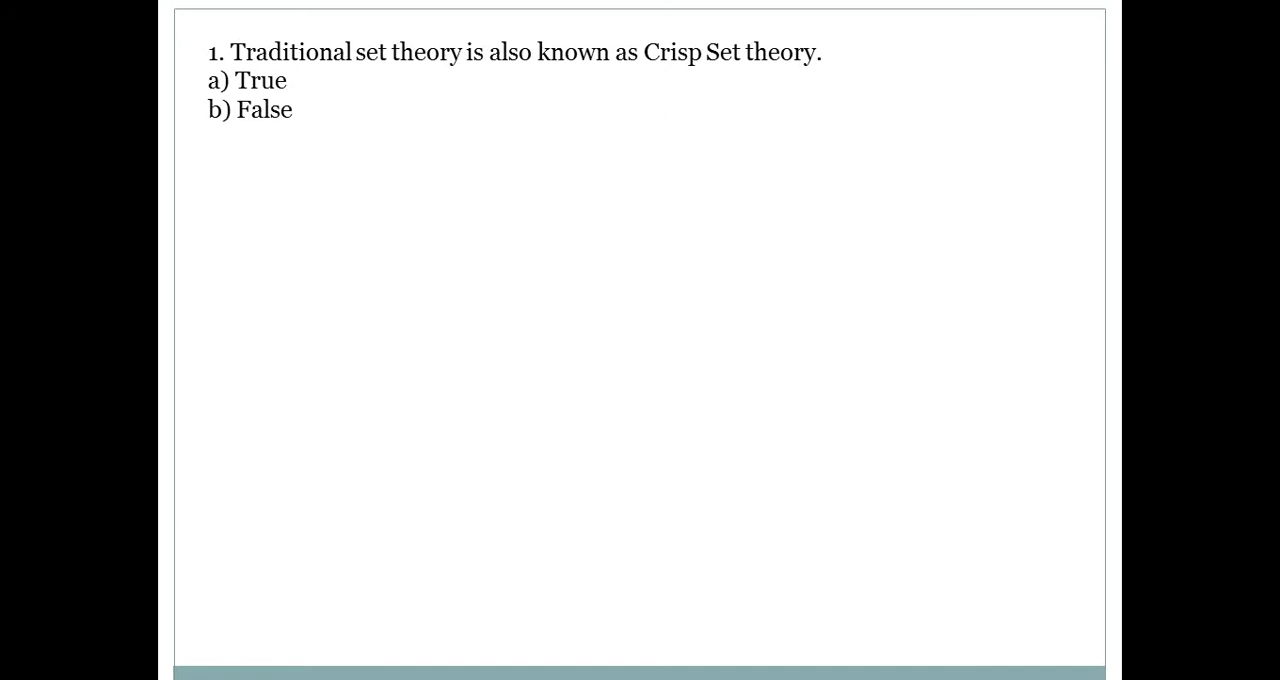 1. Traditional set theory is also known as Crisp Set theory.
a) True
b) False